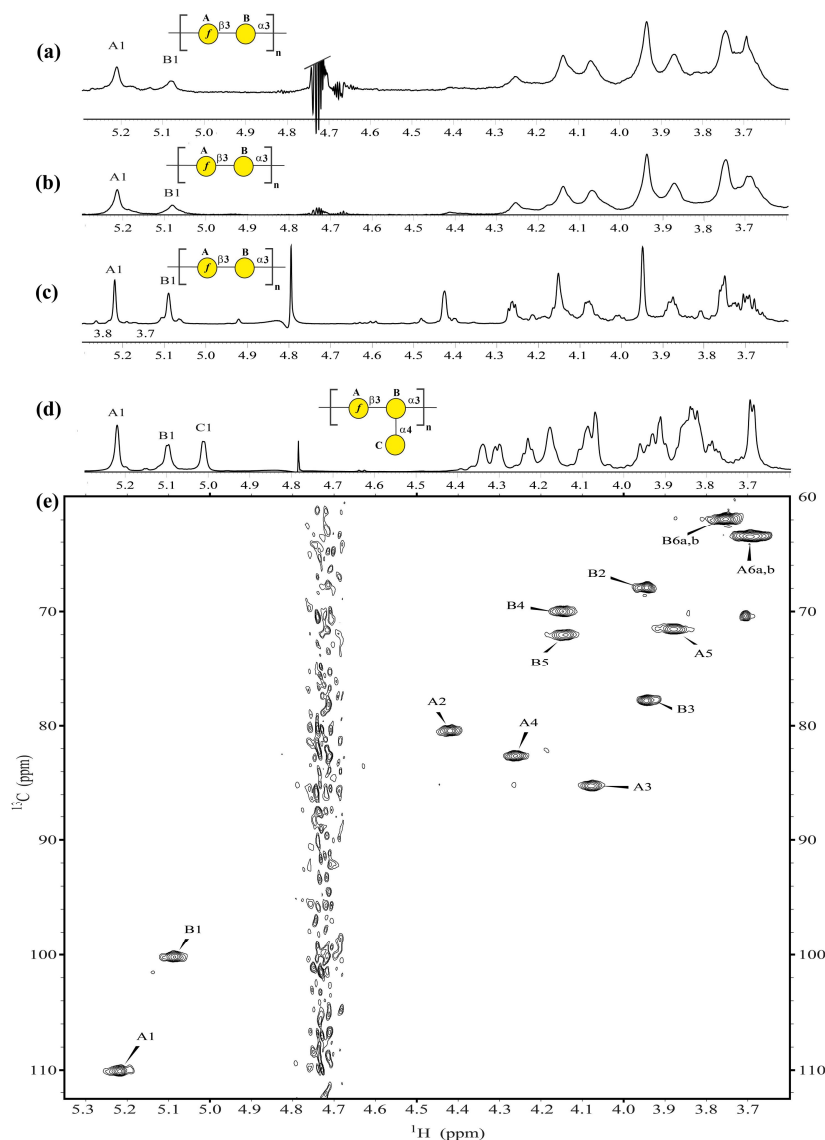 (a)
A1
B1
A
B
f
β3
α3
n
5.2 5.1 5.0 4.9 4.8 4.7 4.6 4.5 4.4 4.3 4.2 4.1 4.0 3.9 3.8 3.7
(b)
A1
B1
A
B
f
β3
α3
n
5.2 5.1 5.0 4.9 4.8 4.7 4.6 4.5 4.4 4.3 4.2 4.1 4.0 3.9 3.8 3.7
(c)
A1
B1
A
B
f
β3
α3
n
3.8 3.7
5.2 5.1 5.0 4.9 4.8 4.7 4.6 4.5 4.4 4.3 4.2 4.1 4.0 3.9 3.8 3.7
(d)
A1
B1
C1
A
B
f
β3
α3
n
α4
C
5.2 5.1 5.0 4.9 4.8 4.7 4.6 4.5 4.4 4.3 4.2 4.1 4.0 3.9 3.8 3.7
(e)
60
B6a,b
A6a,b
B2
70
B4
70
B5
A5
A2
B3
80
A4
80
A3
90
90
B1
100
100
A1
110
110
¹³C (ppm)
5.3 5.2 5.1 5.0 4.9 4.8 4.7 4.6 4.5 4.4 4.3 4.2 4.1 4.0 3.9 3.8 3.7
¹H (ppm)